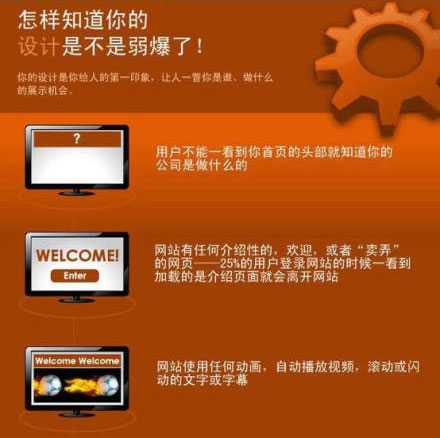 怎样知道你的
设计是不是弱爆了！
你的设计是你给人的第一印象，让人一瞥你是谁、做什么
的展示机会。
?
用户不能一看到你首页的头部就知道你的
公司是做什么的
WELCOME!
Enter
网站有任何介绍性的，欢迎，或者“卖弄”
的网页——25%的用户登录网站的时候一看到
加载的是介绍页面就会离开网站
Welcome Welcome
网站使用任何动画，自动播放视频，滚动或闪
动的文字或字幕